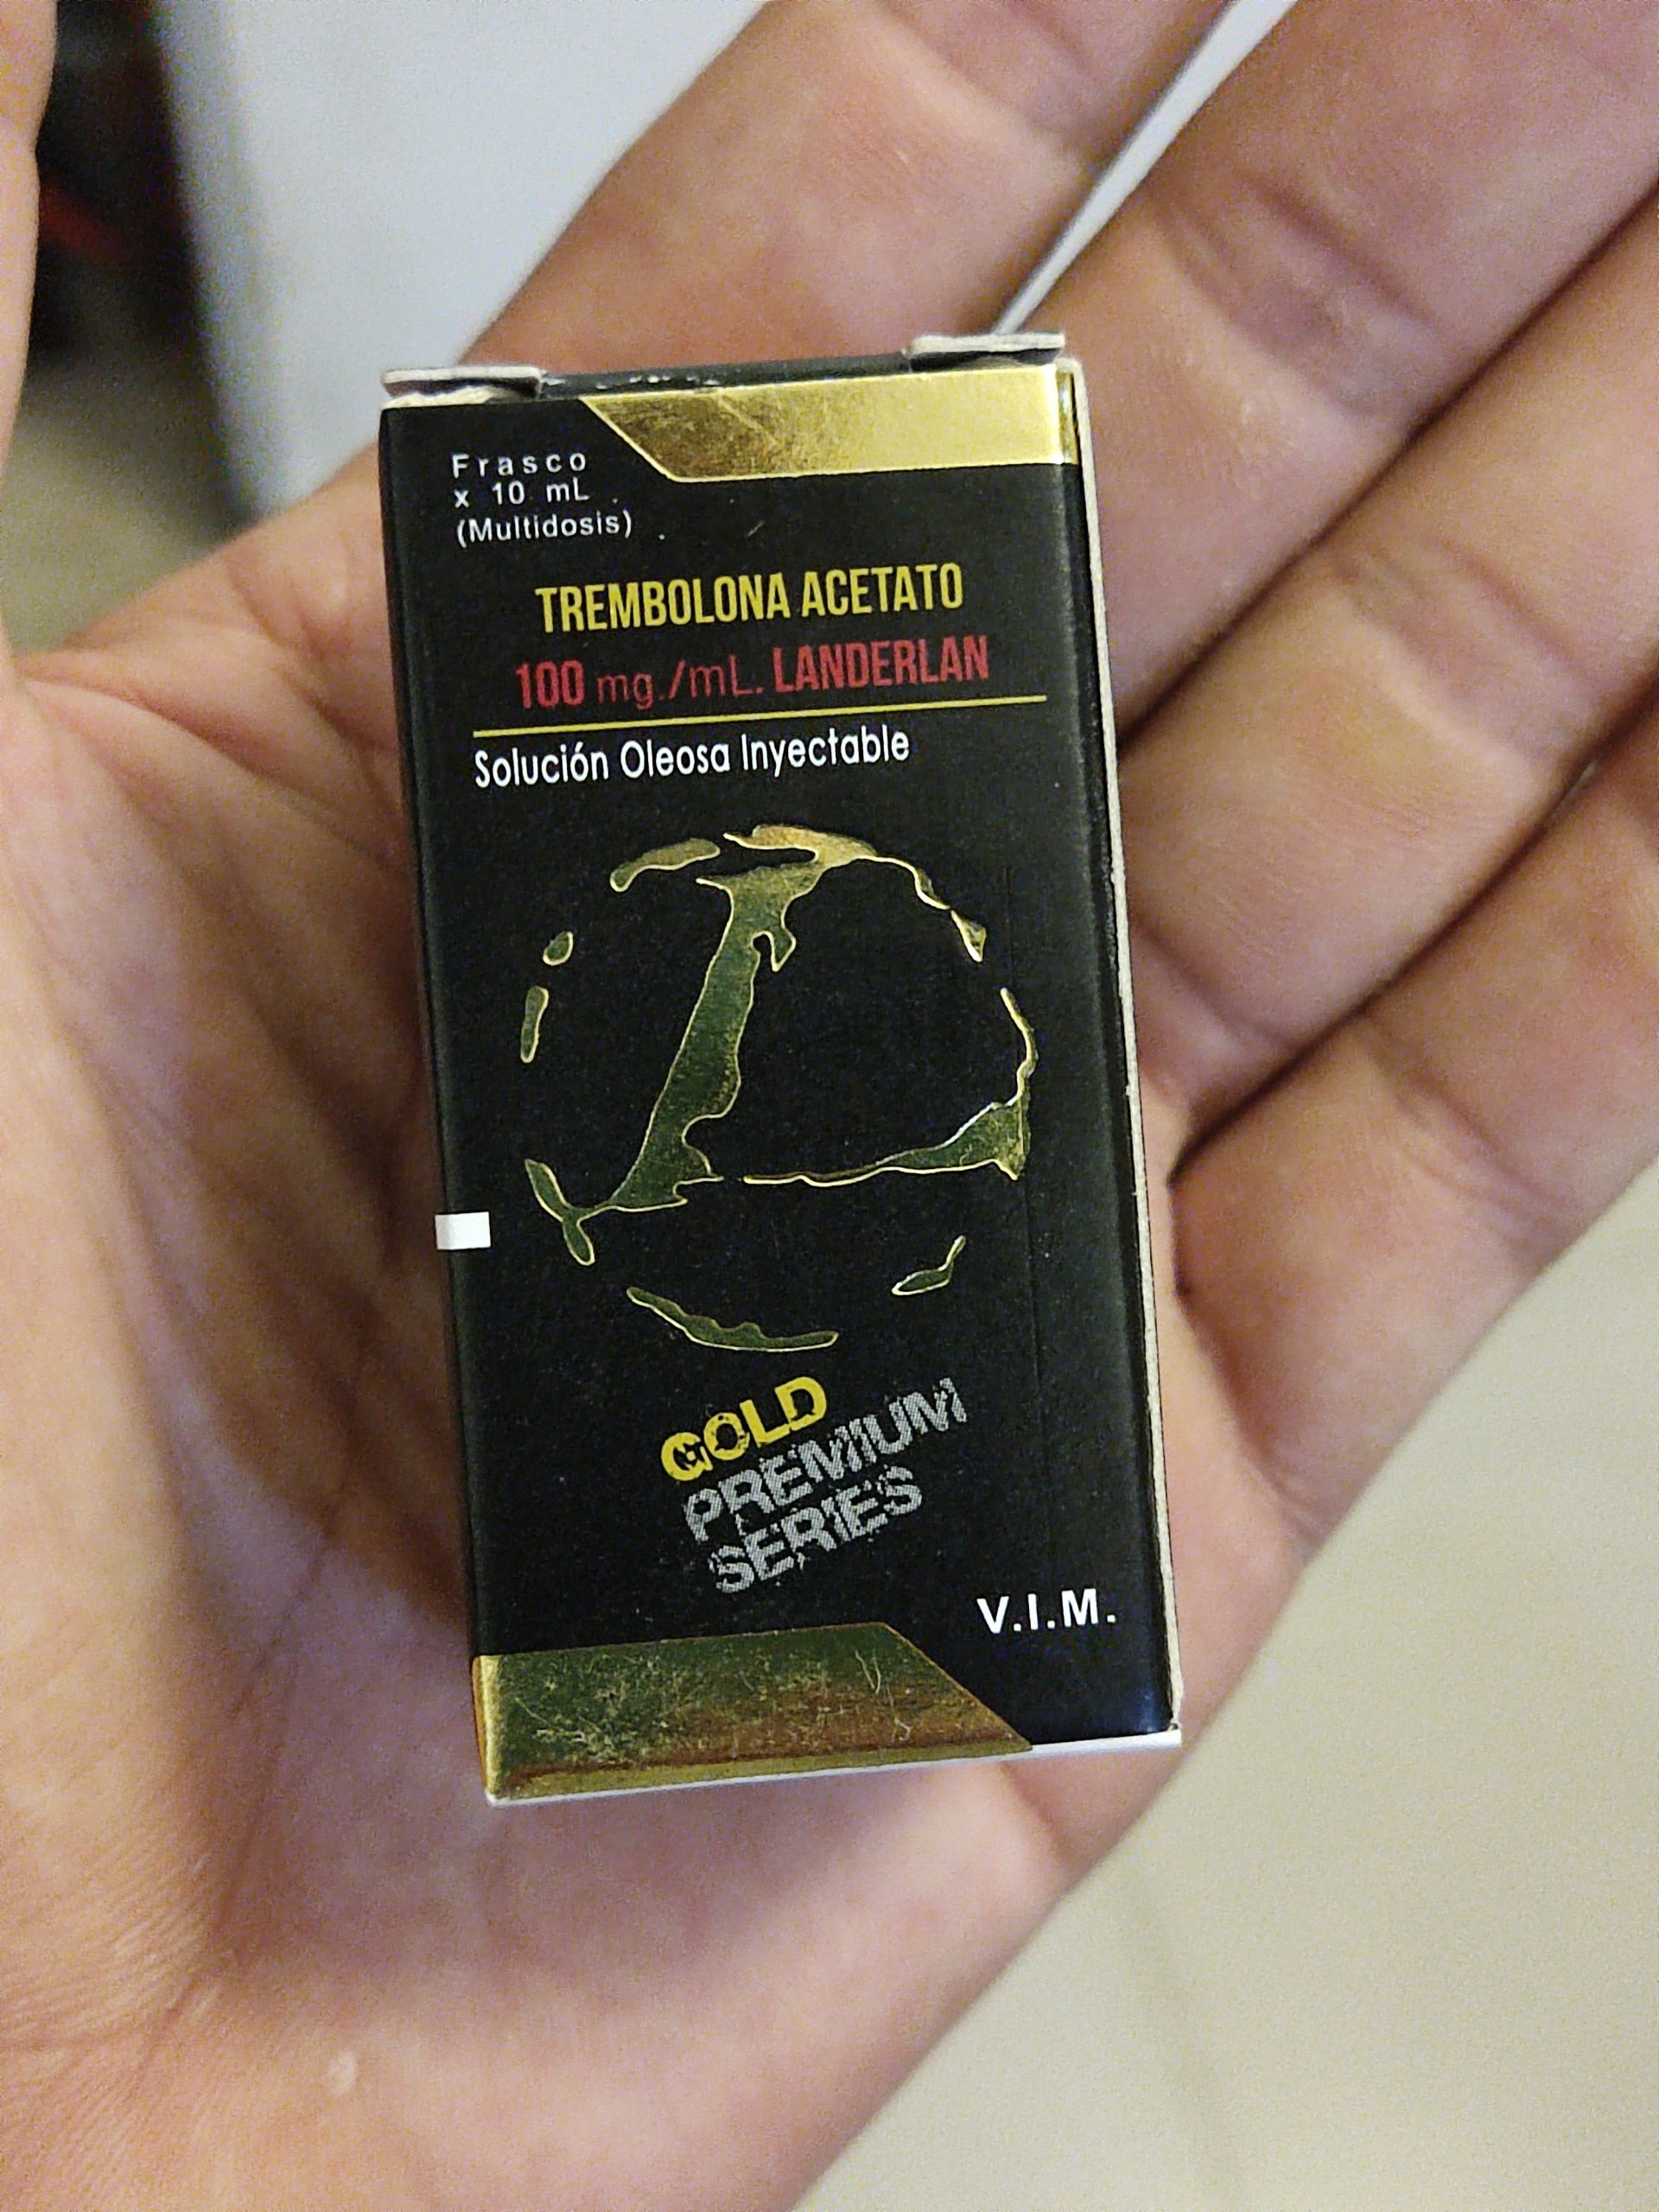 Frasco
x 10 mL
(Multidosis)
TREMBOLONA ACETATO
100 mg./mL. LANDERLAN
Solución Oleosa Inyectable
GOLD
PREMIUM
SERIES
V.I.M.